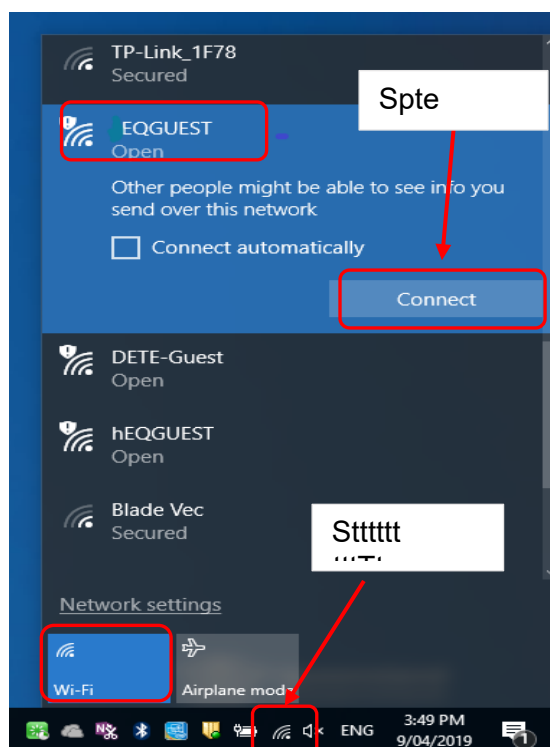 TP-Link_1F78
Secured
Spte
EQGUEST
Open
Other people might be able to see info you
send over this network
Connect automatically
Connect
DETE-Guest
Open
hEQGUEST
Open
Blade Vec
Secured
Stttttt
Network settings
Wi-Fi
Airplane mode
ENG
3:49 PM
9/04/2019
1